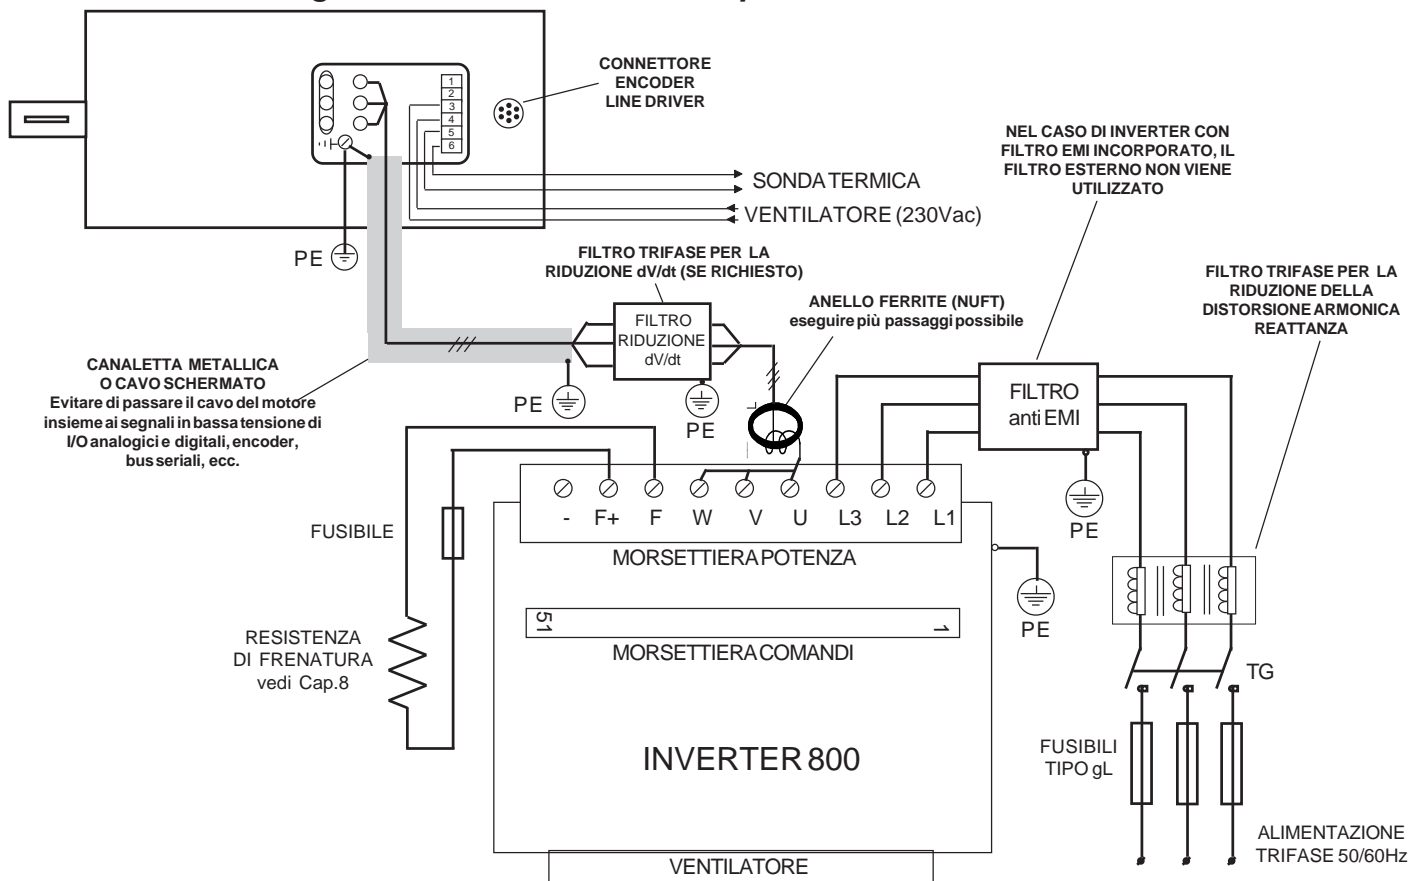 CONNETTORE
ENCODER
LINE DRIVER
1
2
3
4
5
6
SONDA TERMICA
VENTILATORE (230Vac)
PE
NEL CASO DI INVERTER CON
FILTRO EMI INCORPORATO, IL
FILTRO ESTERNO NON VIENE
UTILIZZATO
FILTRO TRIFASE PER LA
RIDUZIONE dV/dt (SE RICHIESTO)
FILTRO TRIFASE PER LA
RIDUZIONE DELLA
DISTORSIONE ARMONICA
REATTANZA
ANELLO FERRITE (NUFT)
eseguire più passaggi possibile
FILTRO
RIDUZIONE
dV/dt
CANALETTA METALLICA
O CAVO SCHERMATO
Evitare di passare il cavo del motore
insieme ai segnali in bassa tensione di
I/O analogici e digitali, encoder,
bus seriali, ecc.
PE
PE
FILTRO
anti EMI
PE
FUSIBILE
- F+ F W V U L3 L2 L1
MORSETTIERA POTENZA
PE
51
1
MORSETTIERA COMANDI
RESISTENZA
DI FRENATURA
vedi Cap.8
TG
INVERTER 800
FUSIBILI
TIPO gL
ALIMENTAZIONE
TRIFASE 50/60Hz
VENTILATORE